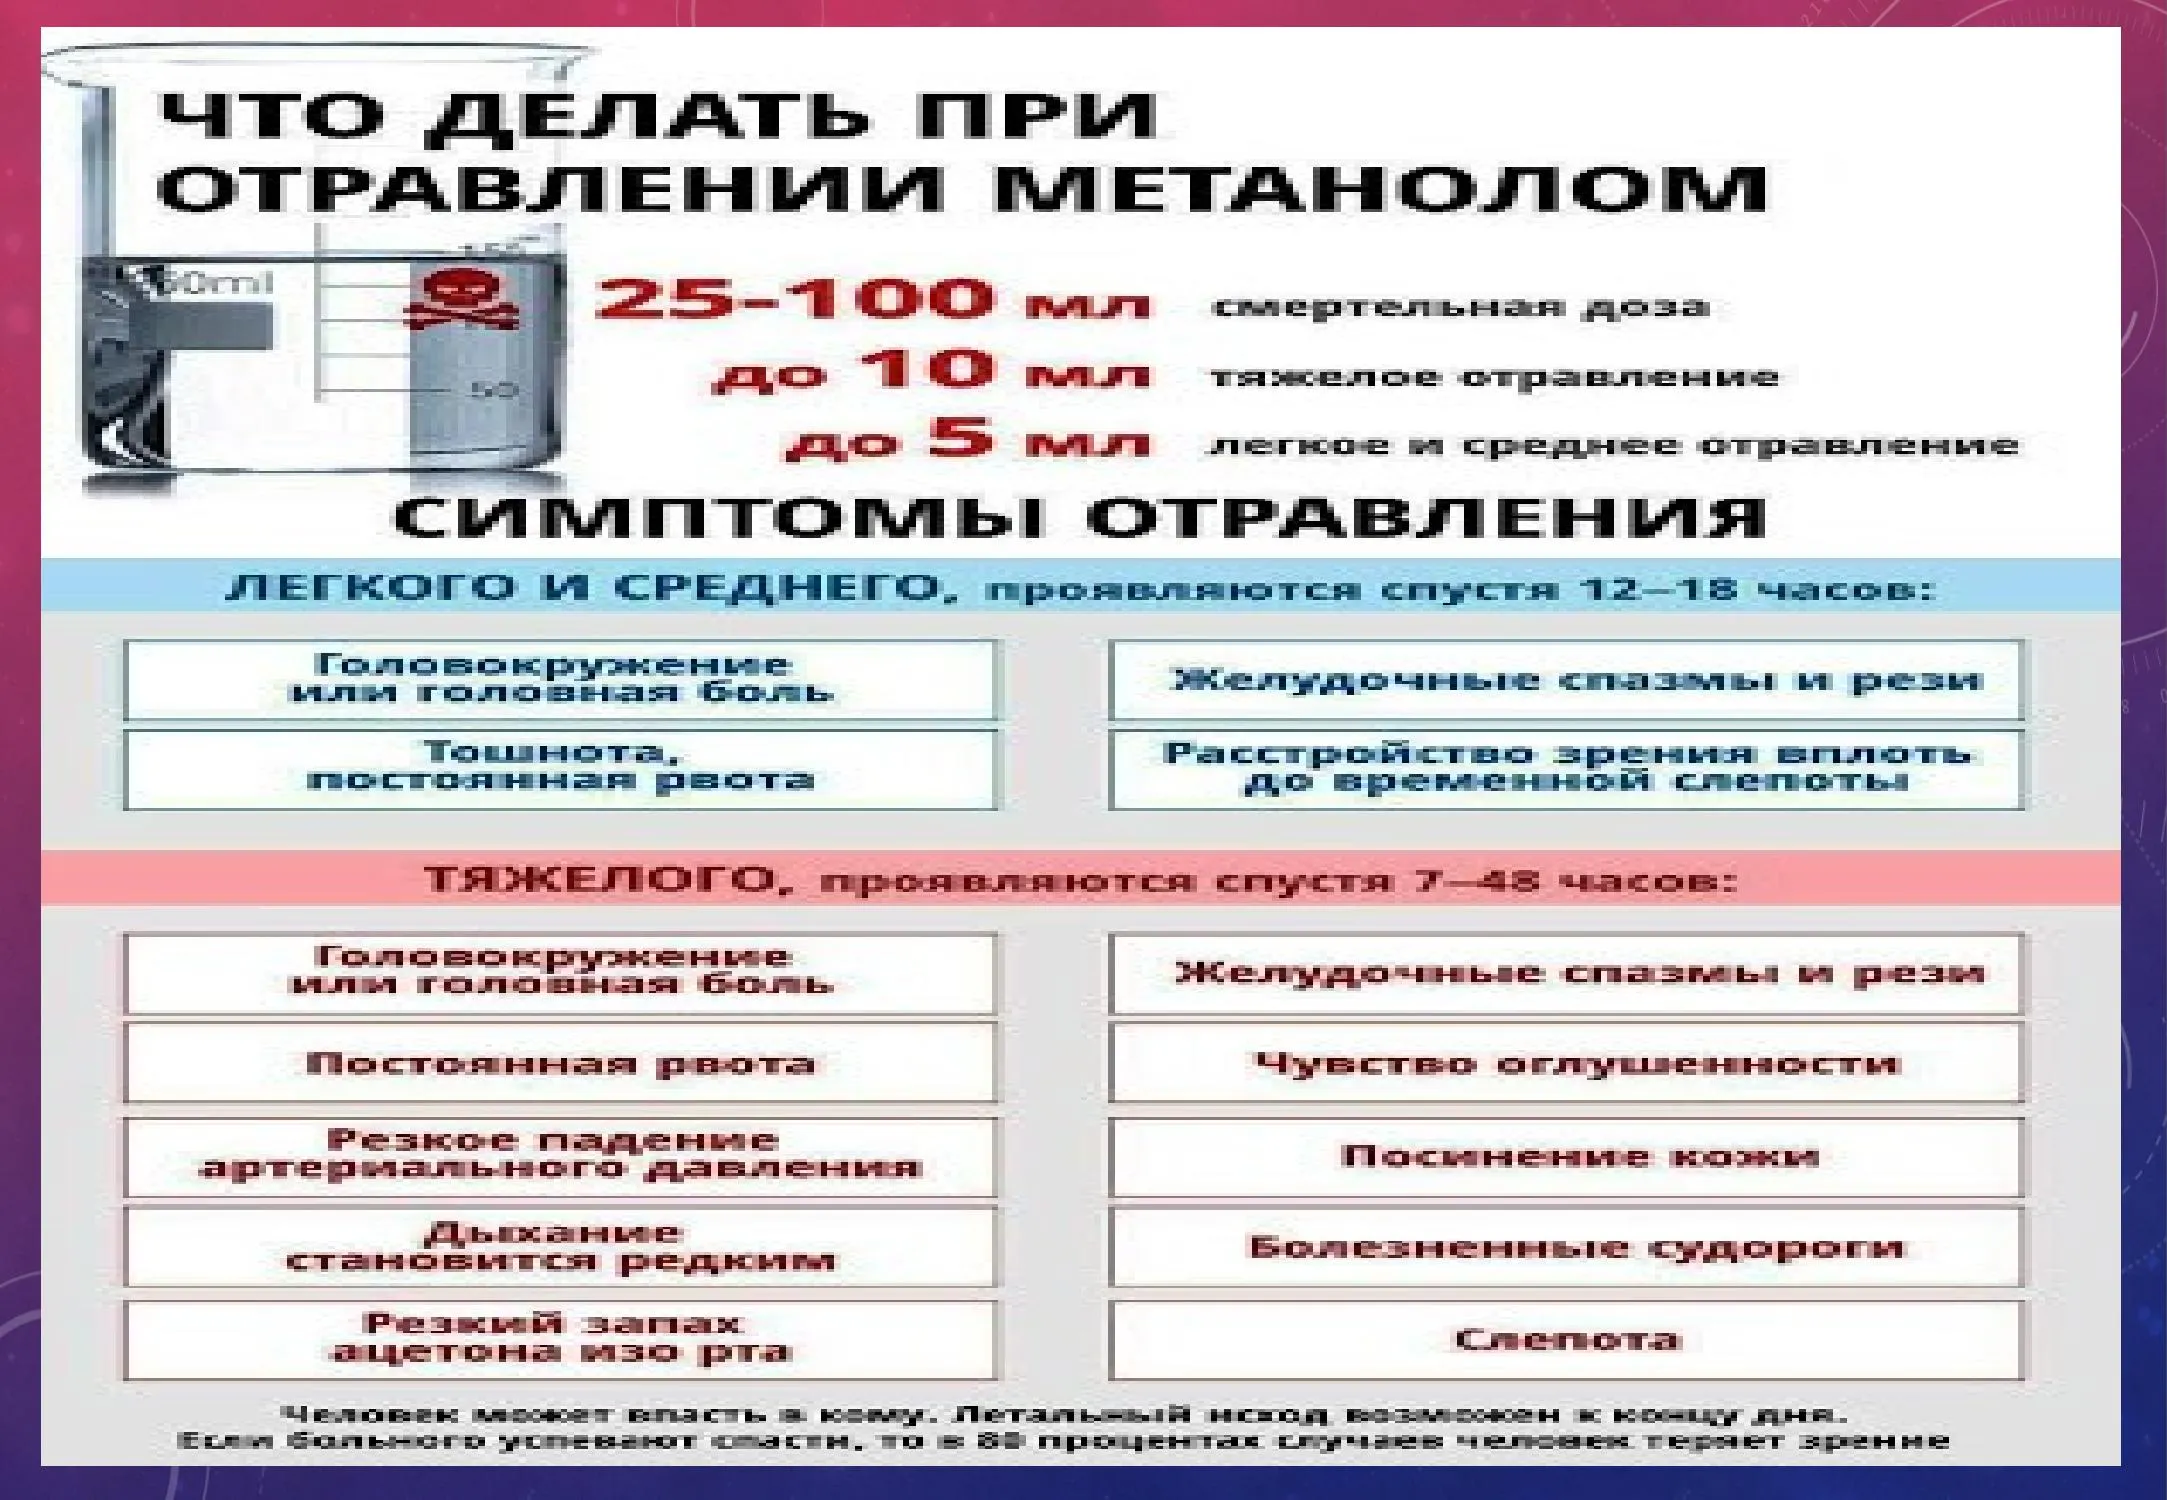 ЧТО ДЕЛАТЬ ПРИ
ОТРАВЛЕНИИ МЕТАНОЛОМ
25-100 мл смертельная доза
до 10 мл тяжелое отравление
50
до 5 мл легкое и среднее отравление
СИМПТОМЫ ОТРАВЛЕНИЯ
ЛЕГКОГО И СРЕДНЕГО, проявляются спустя 12–18 часов:
Головокружение
или головная боль
Желудочные спазмы и рези
Тошнота,
постоянная рвота
Расстройство зрения вплоть
до временной слепоты
ТЯЖЕЛОГО, проявляются спустя 7–48 часов:
Головокружение
или головная боль
Желудочные спазмы и рези
Постоянная рвота
Чувство оглушенности
Резкое падение
артериального давления
Посинение кожи
Дыхание
становится редким
Болезненные судороги
Резкий запах
ацетона изо рта
Слепота
Человек может впасть в кому. Летальный исход возможен к концу дня.
Если больного успевают спасти, то в 80 процентах случаев человек теряет зрение